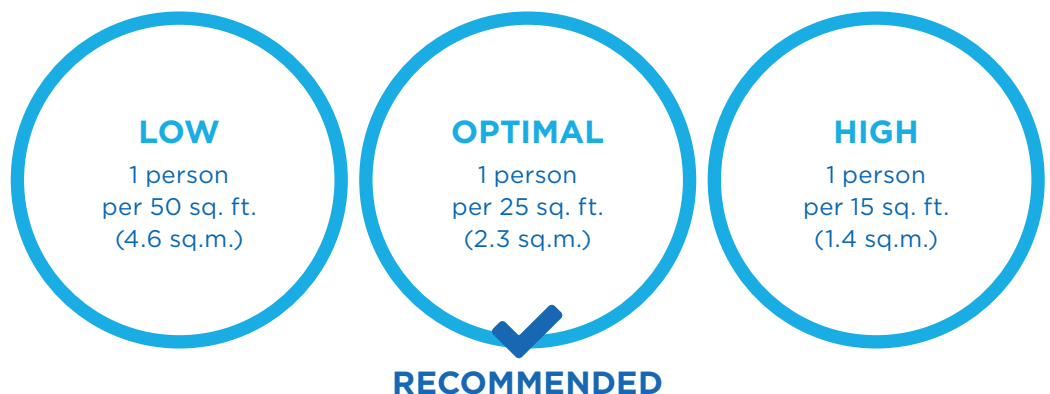 LOW
1 person
per 50 sq. ft.
(4.6 sq.m.)
OPTIMAL
1 person
per 25 sq. ft.
(2.3 sq.m.)
RECOMMENDED
HIGH
1 person
per 15 sq. ft.
(1.4 sq.m.)